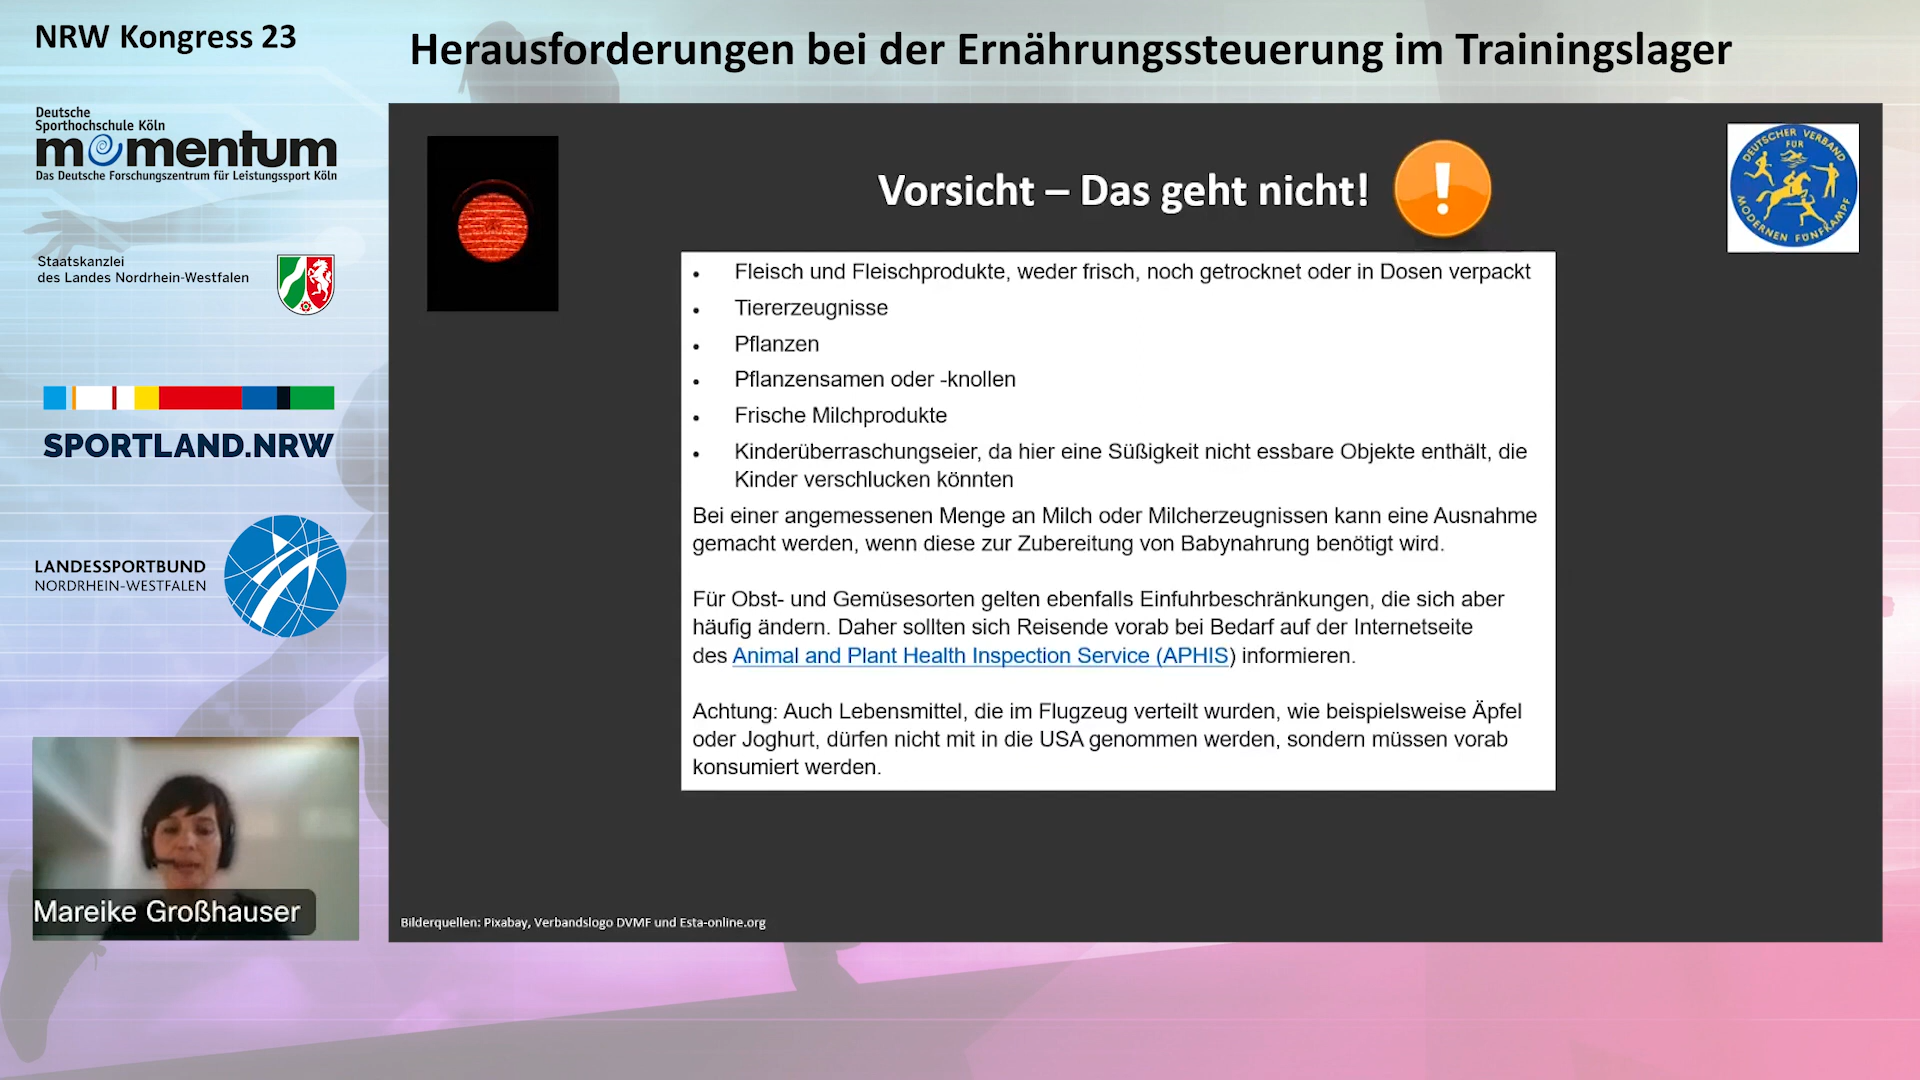 NRW Kongress 23
Herausforderungen bei der Ernährungssteuerung im Trainingslager
Deutsche
Sporthochschule Köln
momentum
Das Deutsche Forschungszentrum für Leistungssport Köln
Staatskanzlei
des Landes Nordrhein-Westfalen
SPORTLAND.NRW
LANDESSPORTBUND
NORDRHEIN-WESTFALEN
Mareike Großhauser
Vorsicht – Das geht nicht!
!
DEUTSCHER VERBAND
FÜR
MODERNEN FÜNFKAMPF
• Fleisch und Fleischprodukte, weder frisch, noch getrocknet oder in Dosen verpackt
• Tiererzeugnisse
• Pflanzen
• Pflanzensamen oder -knollen
• Frische Milchprodukte
• Kinderüberraschungseier, da hier eine Süßigkeit nicht essbare Objekte enthält, die
Kinder verschlucken könnten
Bei einer angemessenen Menge an Milch oder Milcherzeugnissen kann eine Ausnahme
gemacht werden, wenn diese zur Zubereitung von Babynahrung benötigt wird.
Für Obst- und Gemüsesorten gelten ebenfalls Einfuhrbeschränkungen, die sich aber
häufig ändern. Daher sollten sich Reisende vorab bei Bedarf auf der Internetseite
des Animal and Plant Health Inspection Service (APHIS) informieren.
Achtung: Auch Lebensmittel, die im Flugzeug verteilt wurden, wie beispielsweise Äpfel
oder Joghurt, dürfen nicht mit in die USA genommen werden, sondern müssen vorab
konsumiert werden.
Bilderquellen: Pixabay, Verbandslogo DVMF und Esta-online.org